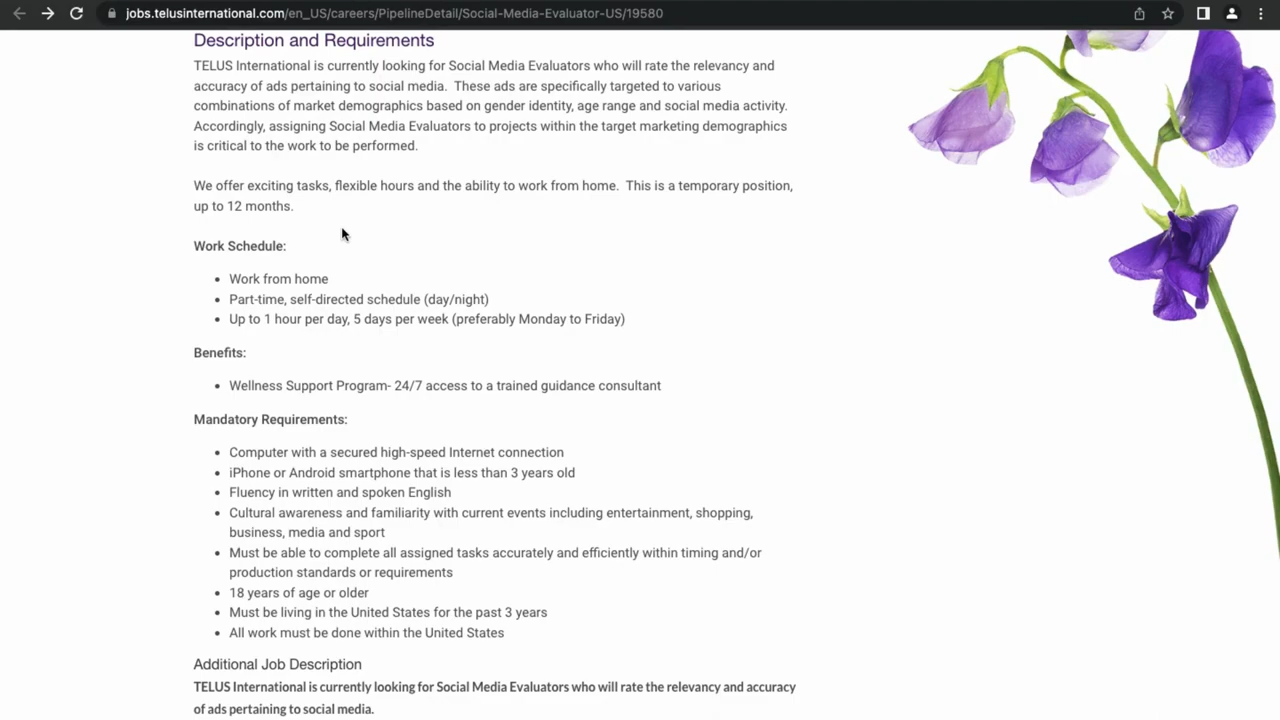 jobs.telusinternational.com/en_US/careers/PipelineDetail/Social-Media-Evaluator-US/19580
Description and Requirements
TELUS International is currently looking for Social Media Evaluators who will rate the relevancy and
accuracy of ads pertaining to social media.  These ads are specifically targeted to various
combinations of market demographics based on gender identity, age range and social media activity.
Accordingly, assigning Social Media Evaluators to projects within the target marketing demographics
is critical to the work to be performed.
We offer exciting tasks, flexible hours and the ability to work from home.  This is a temporary position,
up to 12 months.
Work Schedule:
• Work from home
• Part-time, self-directed schedule (day/night)
• Up to 1 hour per day, 5 days per week (preferably Monday to Friday)
Benefits:
• Wellness Support Program- 24/7 access to a trained guidance consultant
Mandatory Requirements:
• Computer with a secured high-speed Internet connection
• iPhone or Android smartphone that is less than 3 years old
• Fluency in written and spoken English
• Cultural awareness and familiarity with current events including entertainment, shopping,
business, media and sport
• Must be able to complete all assigned tasks accurately and efficiently within timing and/or
production standards or requirements
• 18 years of age or older
• Must be living in the United States for the past 3 years
• All work must be done within the United States
Additional Job Description
TELUS International is currently looking for Social Media Evaluators who will rate the relevancy and accuracy
of ads pertaining to social media.